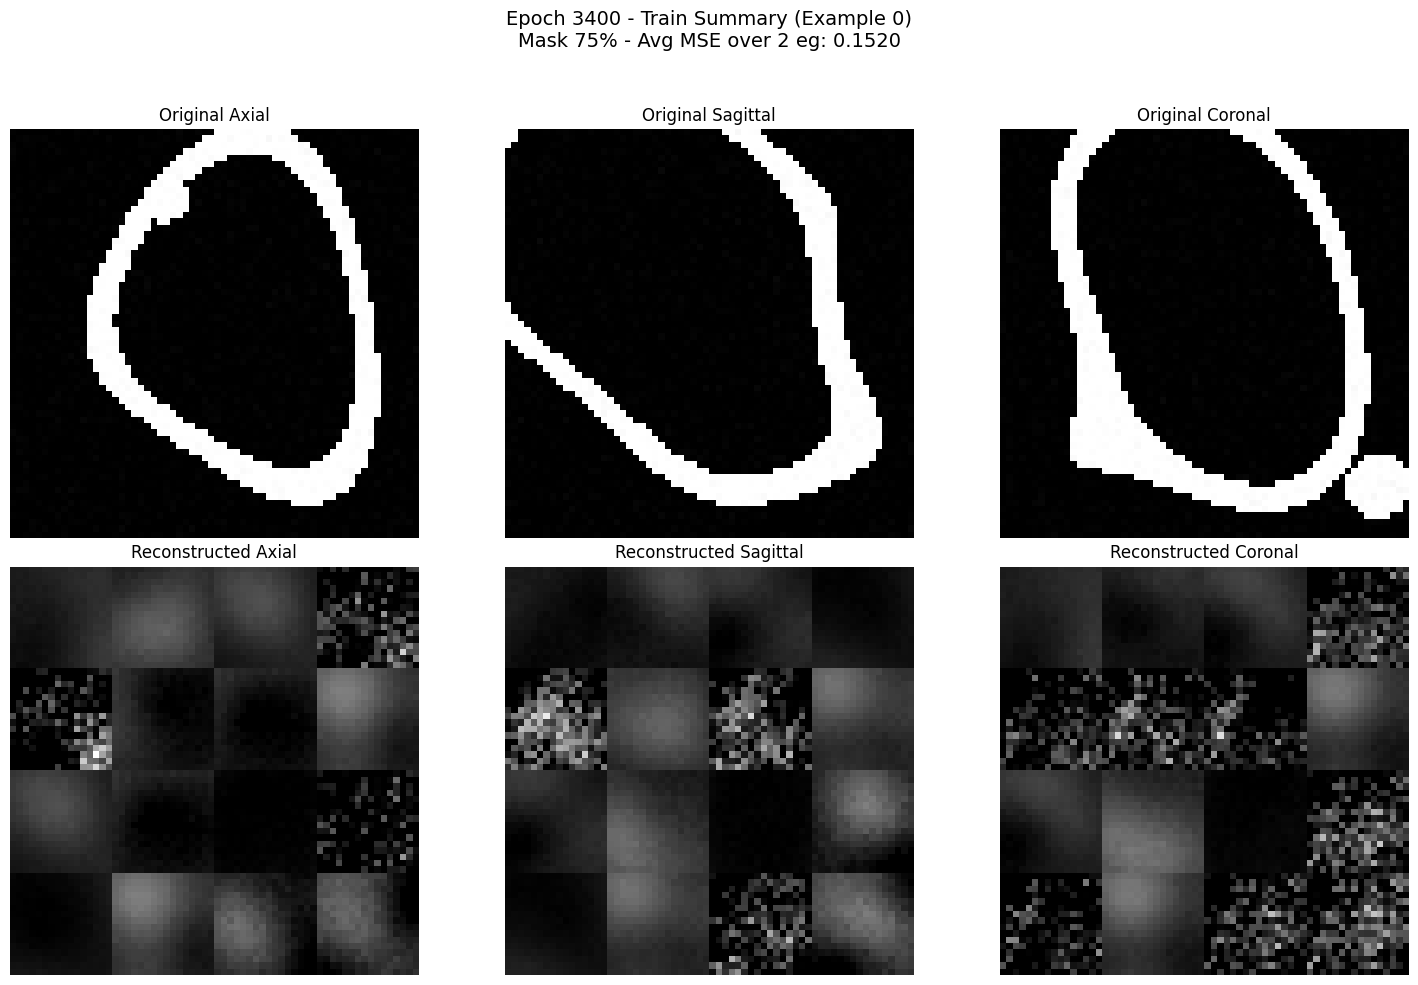 Epoch 3400 - Train Summary (Example 0)
Mask 75% - Avg MSE over 2 eg: 0.1520
Original Axial
Original Sagittal
Original Coronal
Reconstructed Axial
Reconstructed Sagittal
Reconstructed Coronal